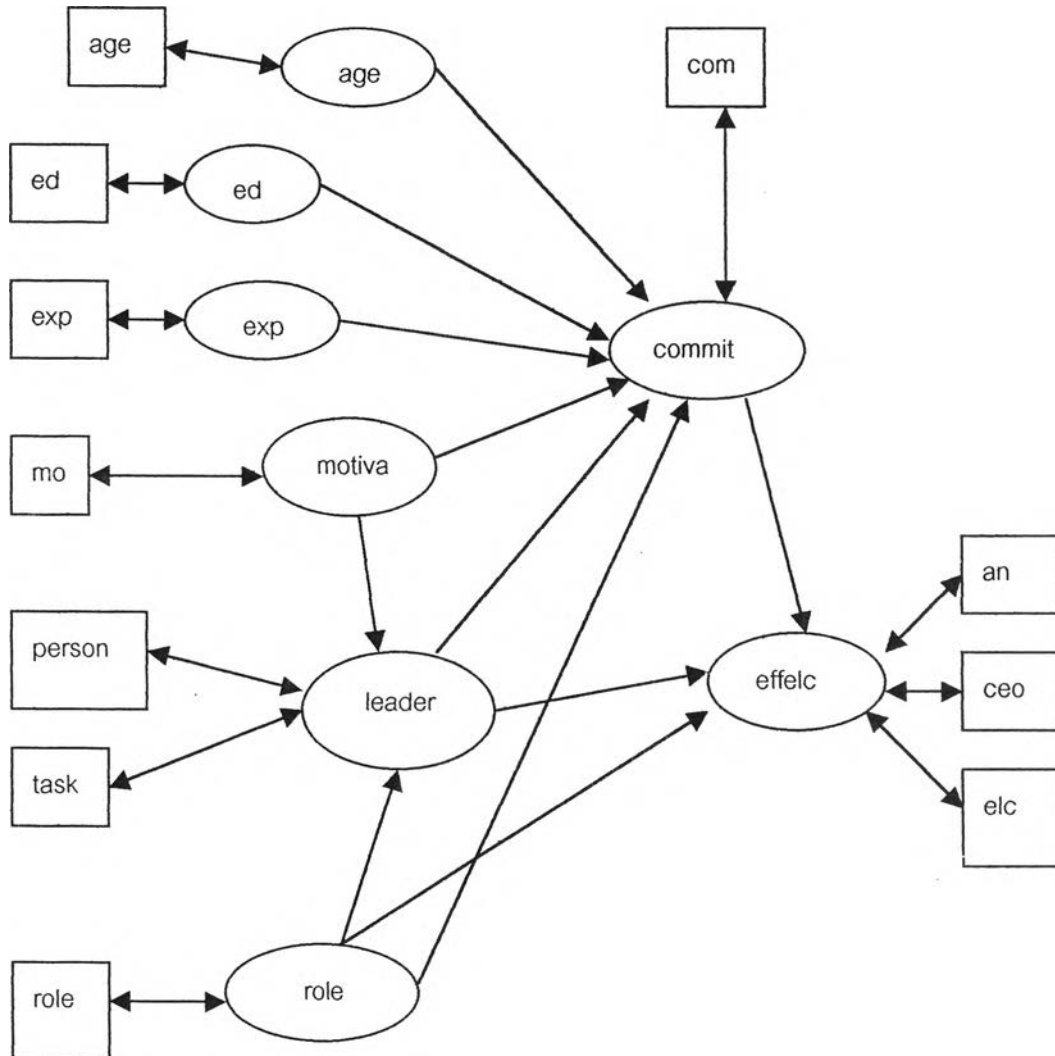 age
age
com
ed
ed
exp
exp
commit
mo
motiva
an
person
leader
effelc
ceo
task
elc
role
role